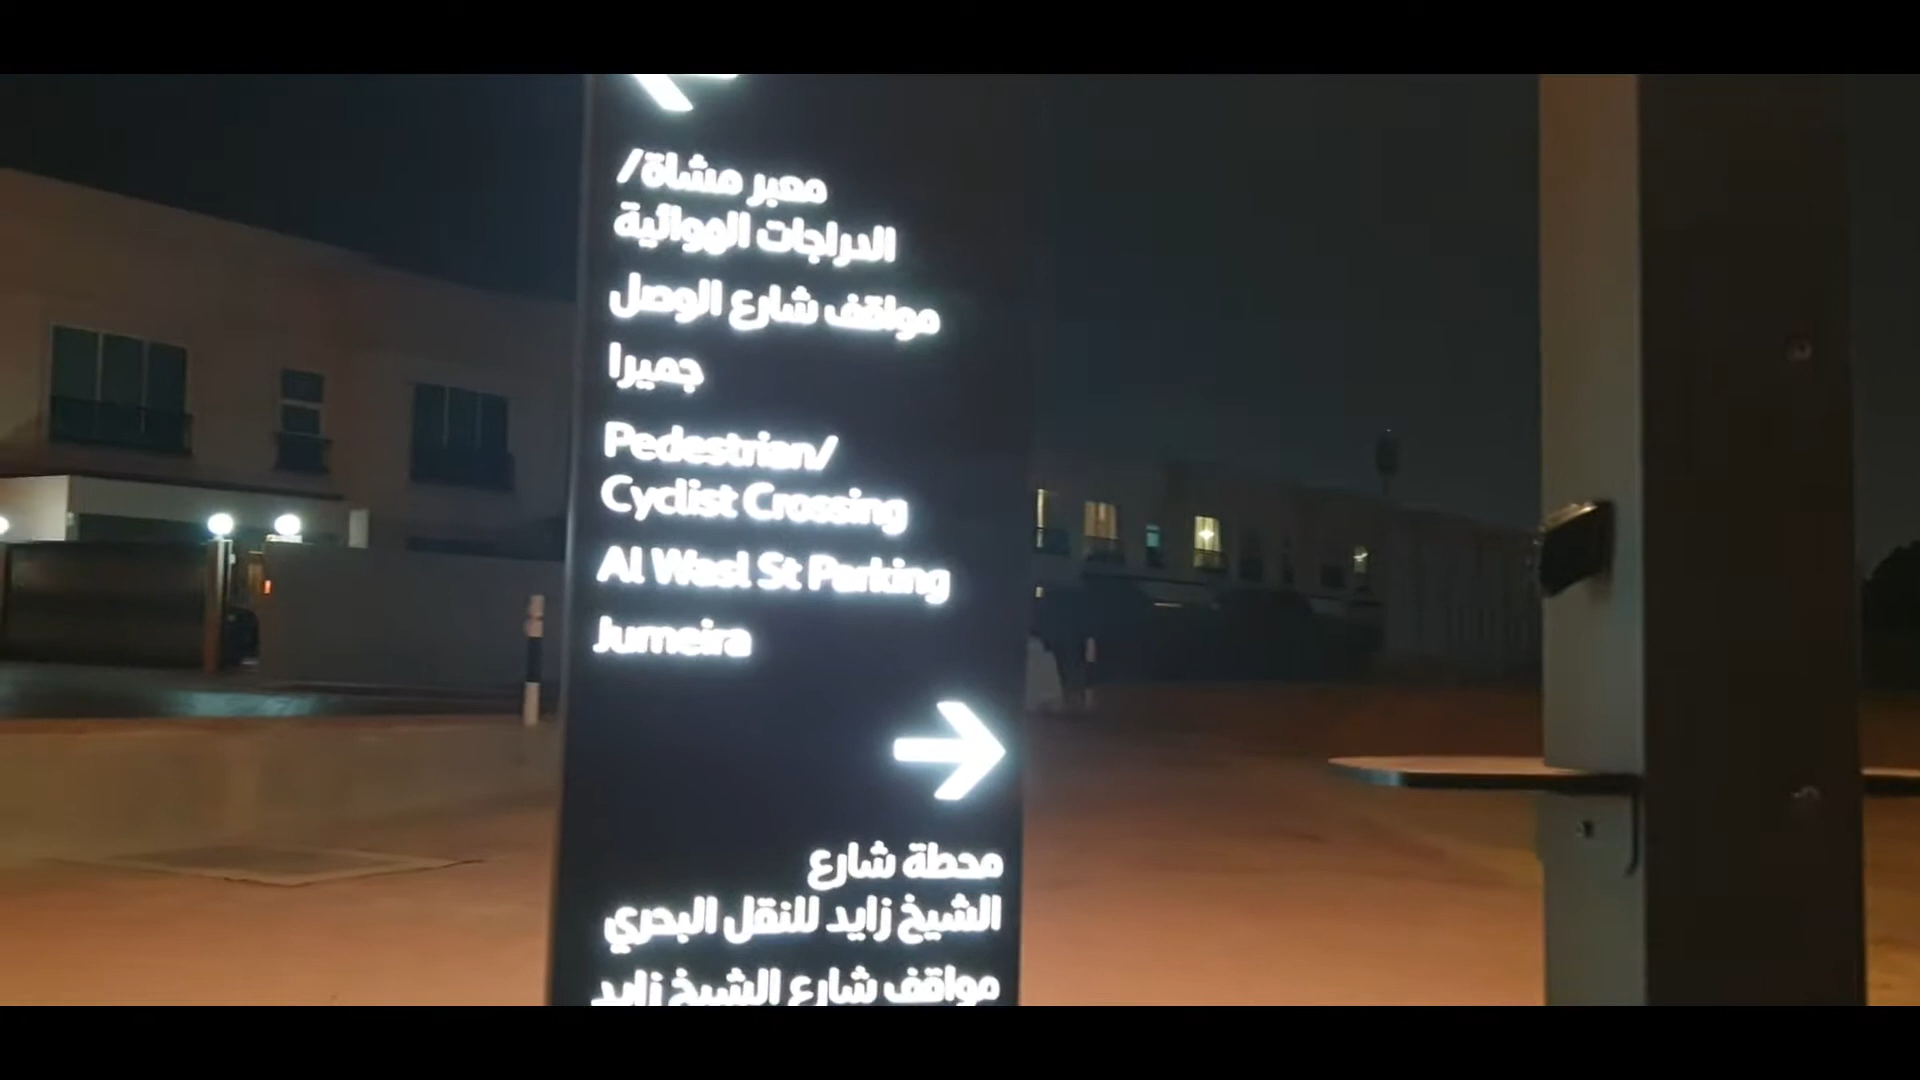 معبر مشاة/
الدراجات الهوائية
مواقف شارع الوصل
جميرا
Pedestrian/
Cyclist Crossing
Al Wasl St Parking
Jumeira
محطة شارع
الشيخ زايد للنقل البحري
مواقف شارع الشيخ زايد